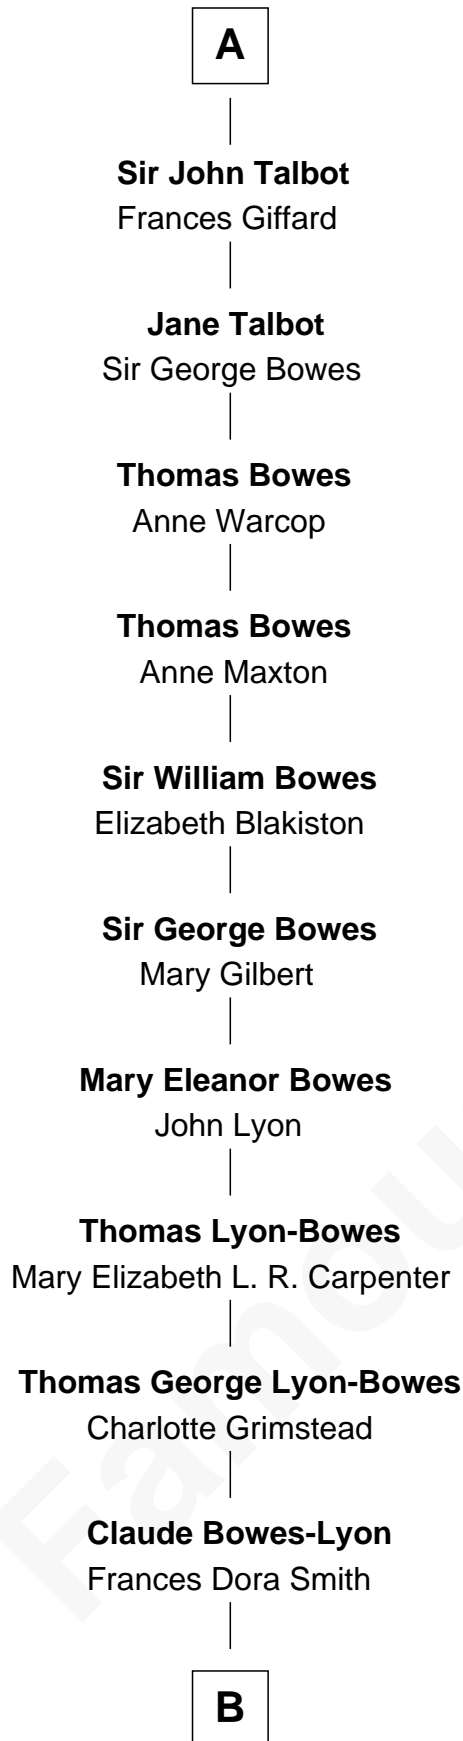 A
Sir John Talbot
Frances Giffard
Jane Talbot
Sir George Bowes
Thomas Bowes
Anne Warcop
Thomas Bowes
Anne Maxton
Sir William Bowes
Elizabeth Blakiston
Sir George Bowes
Mary Gilbert
Mary Eleanor Bowes
John Lyon
Thomas Lyon-Bowes
Mary Elizabeth L. R. Carpenter
Thomas George Lyon-Bowes
Charlotte Grimstead
Claude Bowes-Lyon
Frances Dora Smith
B
Famou